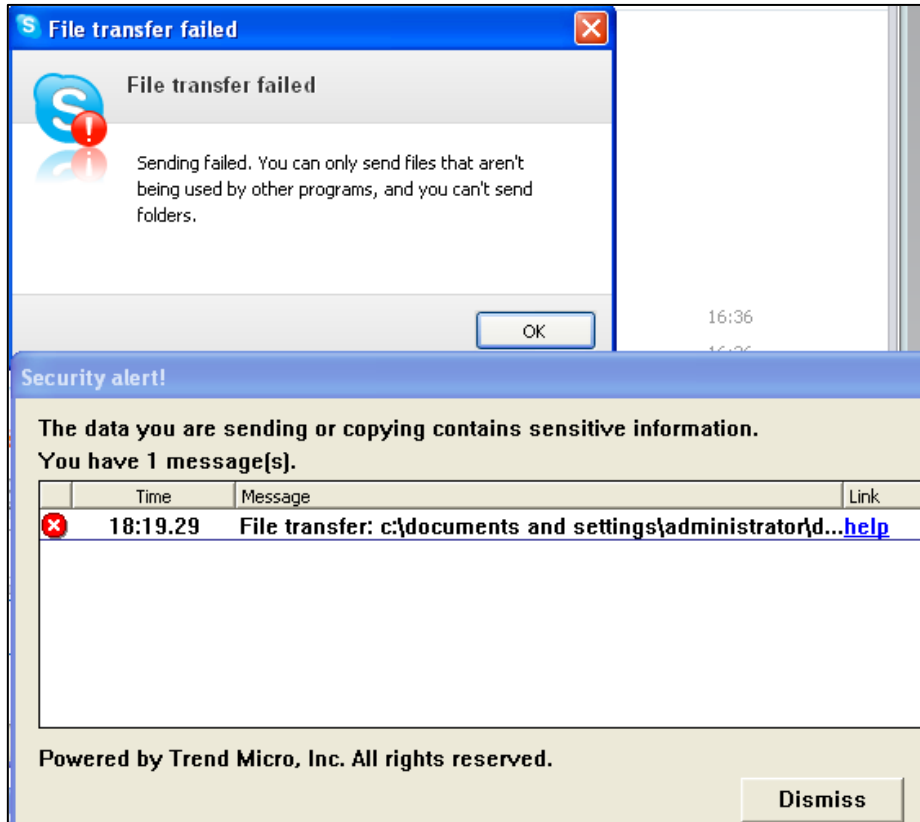 File transfer failed
File transfer failed
Sending failed. You can only send files that aren't
being used by other programs, and you can't send
folders.
OK
16:36
Security alert!
The data you are sending or copying contains sensitive information.
You have 1 message(s).
Time Message Link
18:19.29 File transfer: c:\documents and settings\administrator\d...help
Powered by Trend Micro, Inc. All rights reserved.
Dismiss